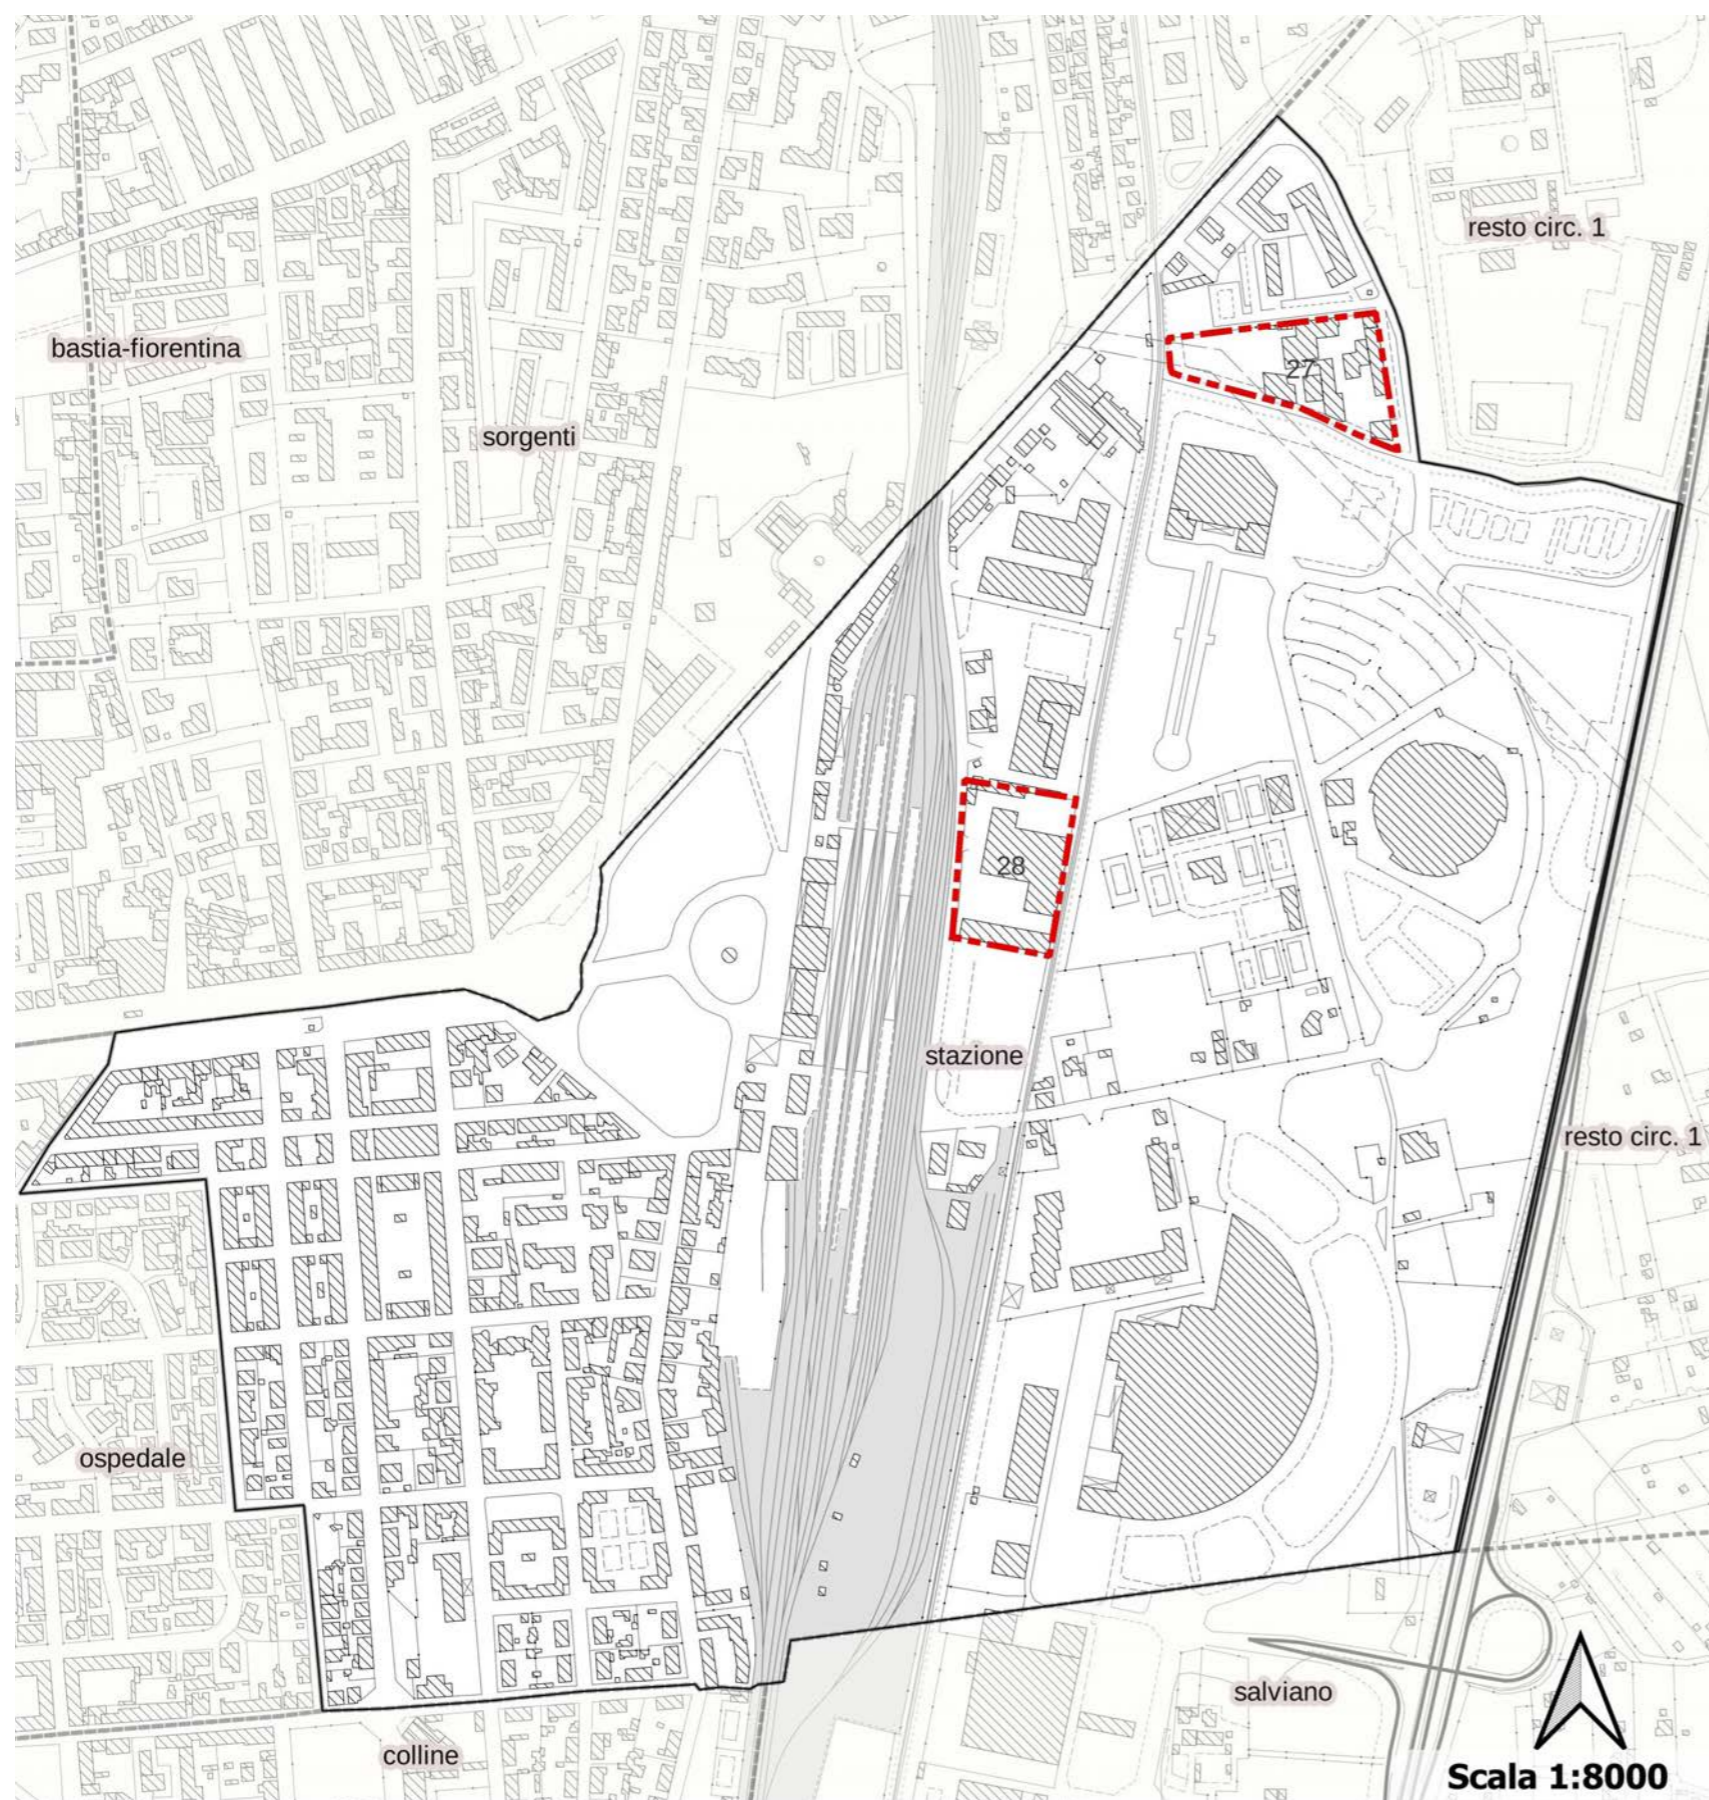 resto circ. 1
bastia-fiorentina
27
sorgenti
28
stazione
resto circ. 1
ospedale
salviano
colline
Scala 1:8000